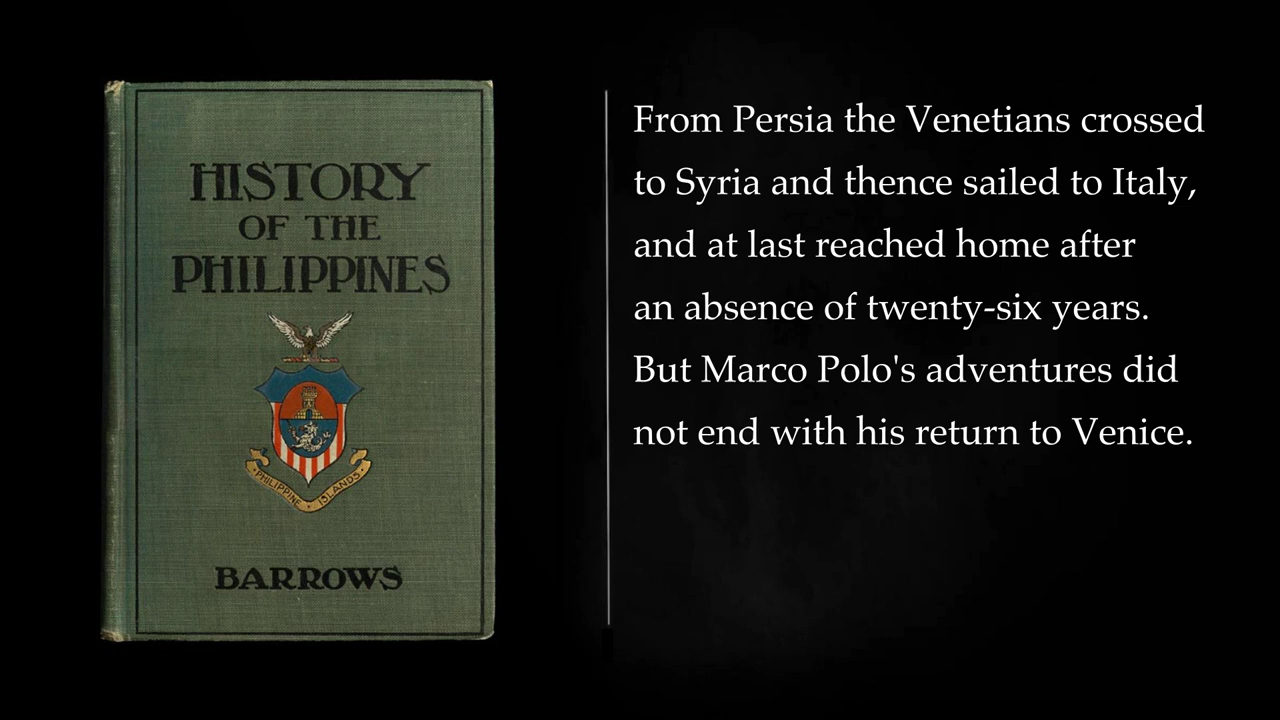 HISTORY
OF THE
PHILIPPINES
PHILIPPINE ISLANDS
BARROWS
From Persia the Venetians crossed
to Syria and thence sailed to Italy,
and at last reached home after
an absence of twenty-six years.
But Marco Polo's adventures did
not end with his return to Venice.